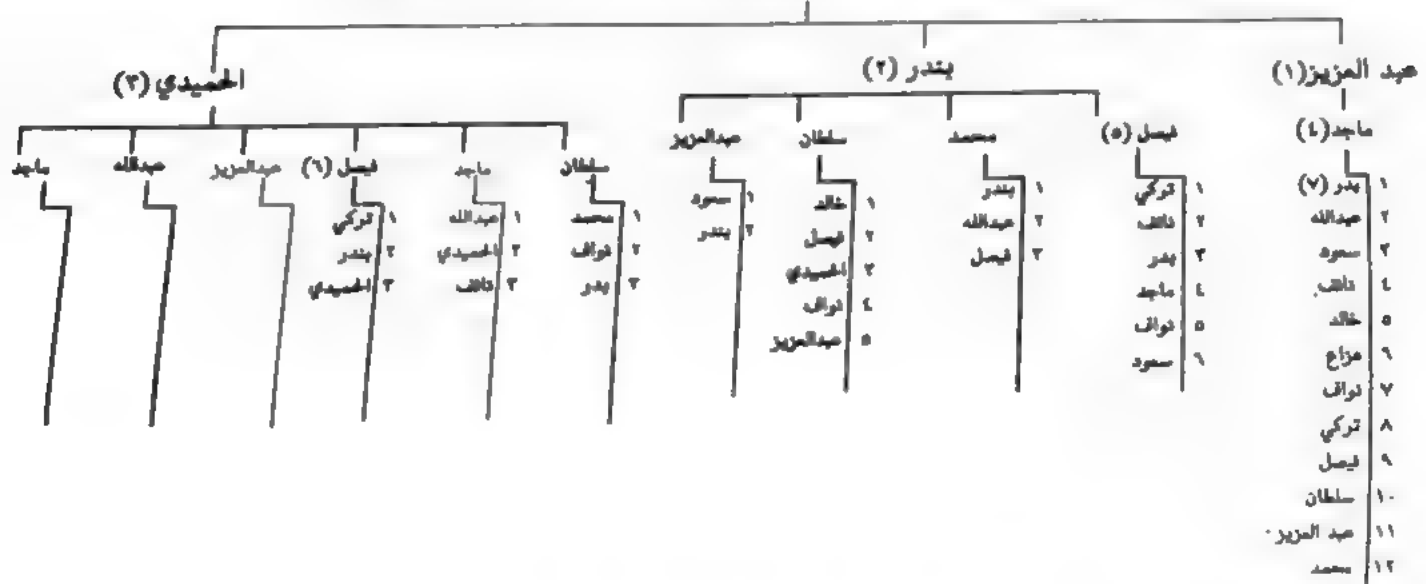 عبد العزيز (١)
بندر (٢)
الحميدي (٣)
ماجد (٤)
١ بدر (٧)
٢ عبدالله
٣ سعود
٤ نائف
٥ خالد
٦ هزاع
٧ نواف
٨ تركي
٩ فيصل
١٠ سلطان
١١ عبد العزيز
١٢ محمد
فيصل (٥)
١ تركي
٢ نائف
٣ بدر
٤ ماجد
٥ نواف
٦ سعود
محمد
١ بندر
٢ عبدالله
٣ فيصل
سلطان
١ خالد
٢ فيصل
٣ الحميدي
٤ نواف
٥ عبدالعزيز
عبدالعزيز
١ سعود
٢ بندر
سلطان
١ محمد
٢ نواف
٣ بدر
ماجد
١ عبدالله
٢ الحميدي
٣ نائف
فيصل (٦)
١ تركي
٢ بندر
٣ الحميدي
عبدالعزيز
عبدالله
ماجد